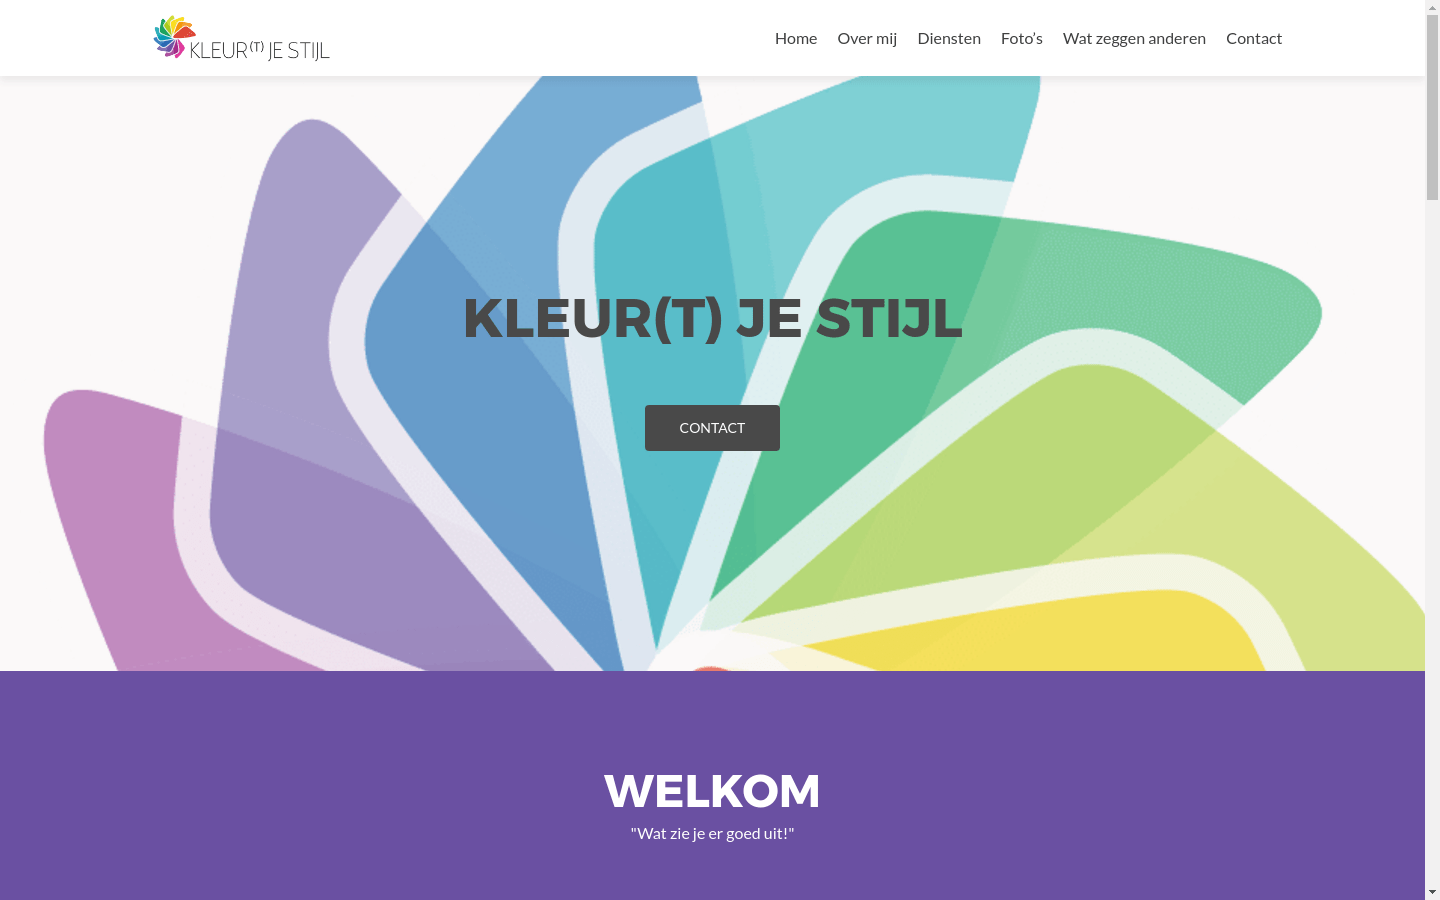 KLEUR(T) JE STIJL
Home Over mij Diensten Foto's Wat zeggen anderen Contact
KLEUR(T) JE STIJL
CONTACT
WELKOM
"Wat zie je er goed uit!"